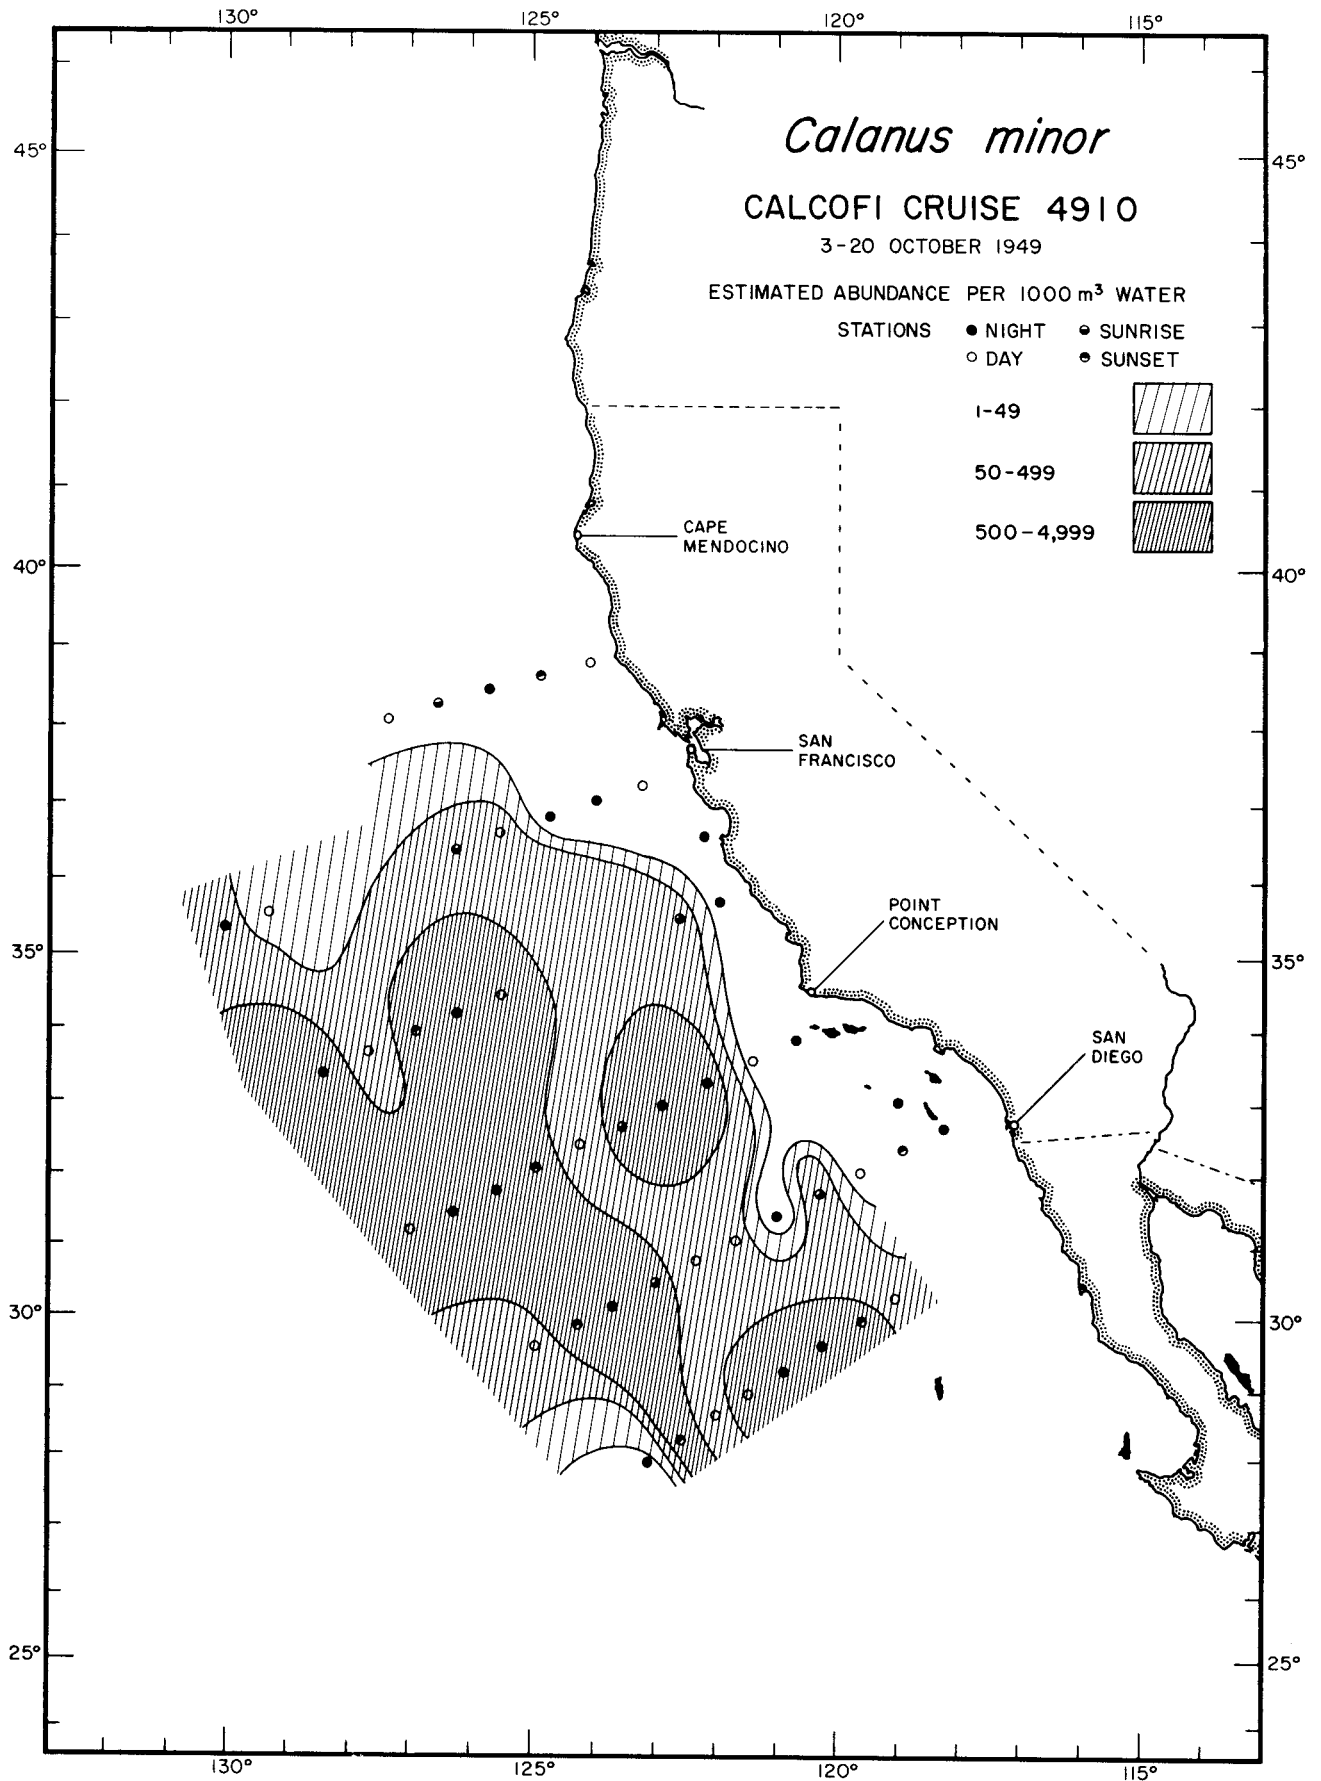 130°
125°
120°
115°
45°
45°
Calanus minor
CALCOFI CRUISE 4910
3-20 OCTOBER 1949
ESTIMATED ABUNDANCE PER 1000 m³ WATER
STATIONS ● NIGHT ◒ SUNRISE
○ DAY ◓ SUNSET
1-49
50-499
500-4,999
CAPE
MENDOCINO
40°
40°
SAN
FRANCISCO
POINT
CONCEPTION
35°
35°
SAN
DIEGO
30°
30°
25°
25°
130°
125°
120°
115°